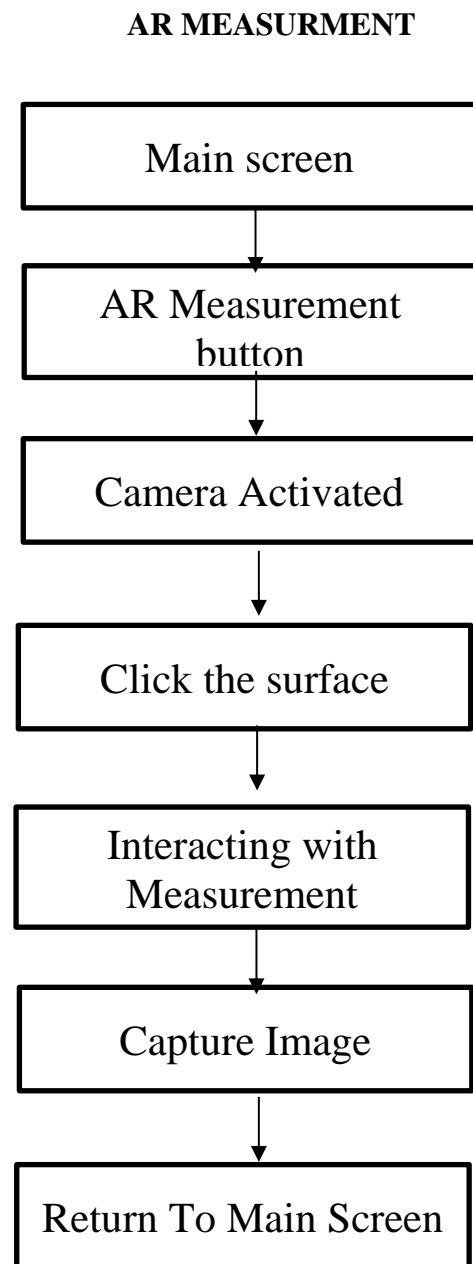 AR MEASURMENT
Main screen
AR Measurement
button
Camera Activated
Click the surface
Interacting with
Measurement
Capture Image
Return To Main Screen